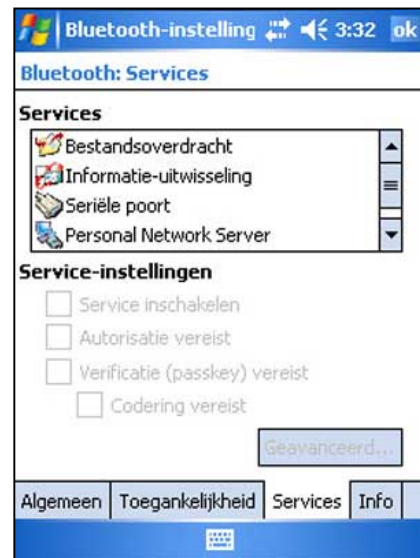 Bluetooth-instelling 3:32 ok
Bluetooth: Services
Services
Bestandsoverdracht
Informatie-uitwisseling
Seriële poort
Personal Network Server
Service-instellingen
Service inschakelen
Autorisatie vereist
Verificatie (passkey) vereist
Codering vereist
Geavanceerd...
Algemeen Toegankelijkheid Services Info